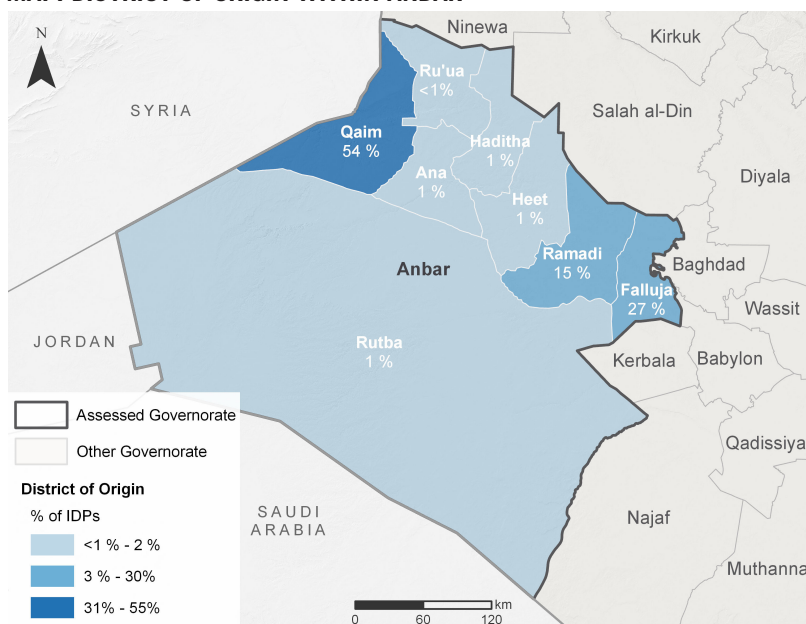 N
Ninewa
Kirkuk
SYRIA
Salah al-Din
Ru'ua
<1%
Qaim
54 %
Haditha
1 %
Ana
1 %
Diyala
Heet
1 %
Ramadi
15 %
Anbar
Baghdad
Falluja
27 %
Wassit
JORDAN
Rutba
1 %
Kerbala
Babylon
Assessed Governorate
Other Governorate
Qadissiya
District of Origin
% of IDPs
<1 % - 2 %
3 % - 30%
31% - 55%
SAUDI
ARABIA
Najaf
Muthanna
km
0 60 120